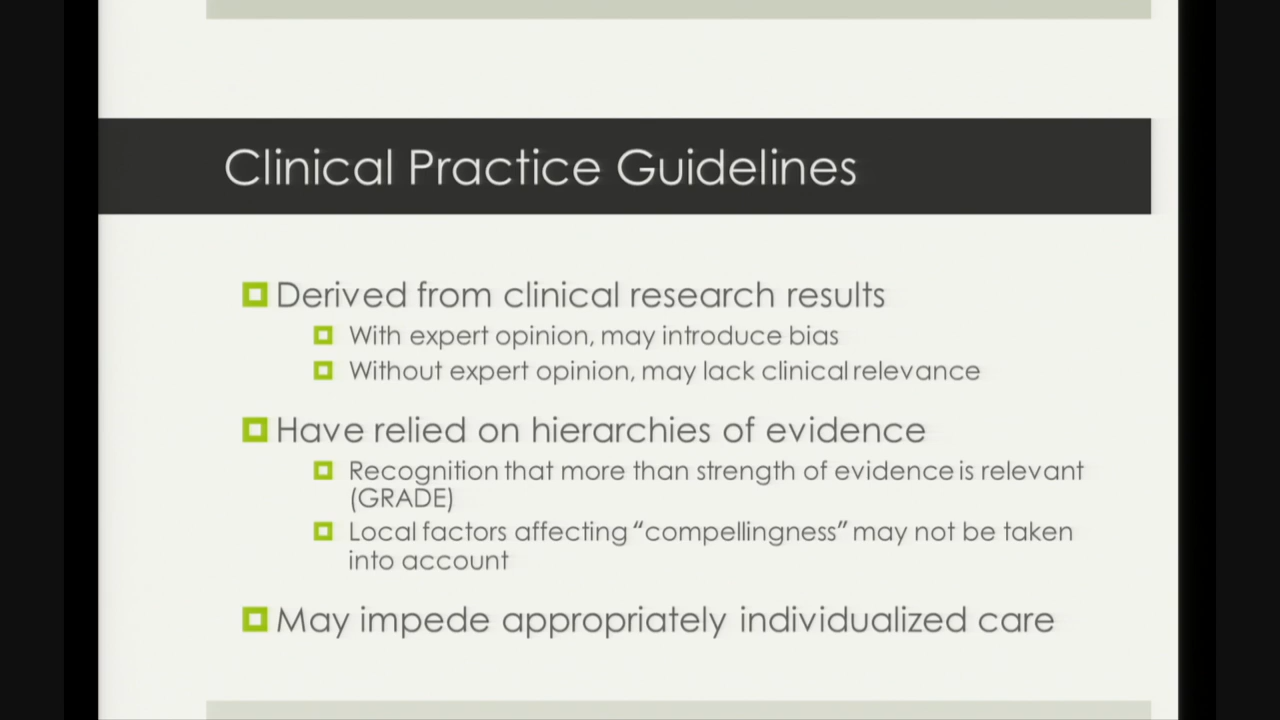 Clinical Practice Guidelines
Derived from clinical research results
With expert opinion, may introduce bias
Without expert opinion, may lack clinical relevance
Have relied on hierarchies of evidence
Recognition that more than strength of evidence is relevant
(GRADE)
Local factors affecting “compellingness” may not be taken
into account
May impede appropriately individualized care